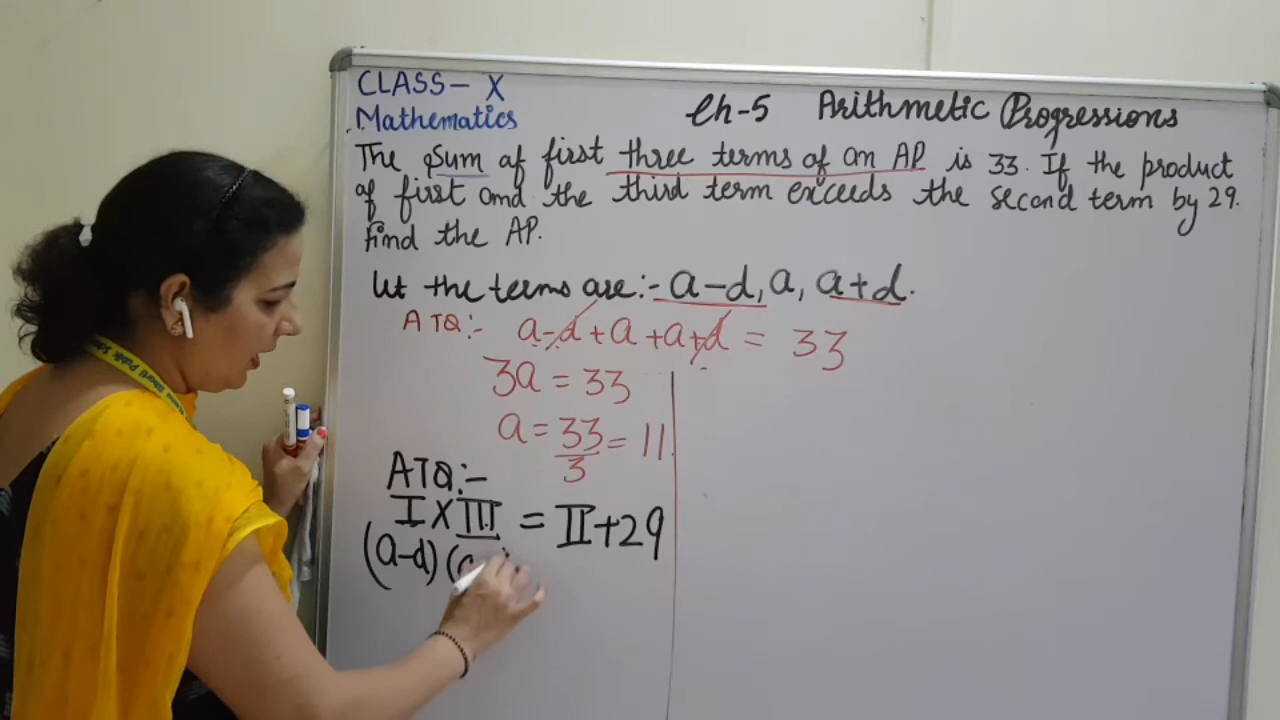 CLASS- X
Mathematics
Ch-5 Arithmetic Progressions
The Sum of first three terms of an AP is 33. If the product
of first and the third term exceeds the second term by 29.
find the AP.
Let the terms are:- a-d, a, a+d.
ATQ:- a-d+a+a+d = 33
3a = 33
a = 33/3 = 11
ATQ:-
I X III = II+29
(a-d) (a